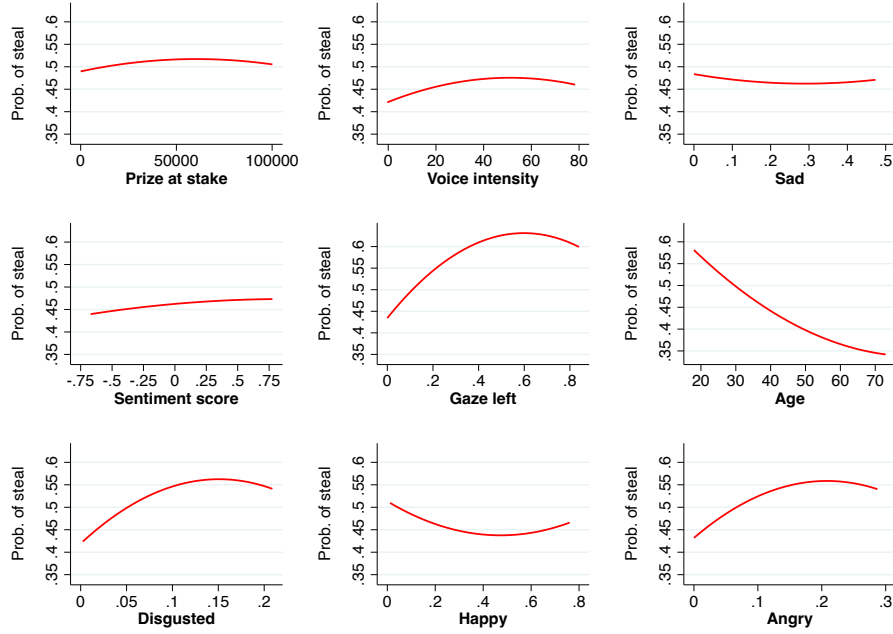 Prob. of steal
.35 .4 .45 .5 .55 .6
0 50000 100000
Prize at stake
Prob. of steal
.35 .4 .45 .5 .55 .6
0 20 40 60 80
Voice intensity
Prob. of steal
.35 .4 .45 .5 .55 .6
0 .1 .2 .3 .4 .5
Sad
Prob. of steal
.35 .4 .45 .5 .55 .6
-.75 -.5 -.25 0 .25 .5 .75
Sentiment score
Prob. of steal
.35 .4 .45 .5 .55 .6
0 .2 .4 .6 .8
Gaze left
Prob. of steal
.35 .4 .45 .5 .55 .6
20 30 40 50 60 70
Age
Prob. of steal
.35 .4 .45 .5 .55 .6
0 .05 .1 .15 .2
Disgusted
Prob. of steal
.35 .4 .45 .5 .55 .6
0 .2 .4 .6 .8
Happy
Prob. of steal
.35 .4 .45 .5 .55 .6
0 .1 .2 .3
Angry